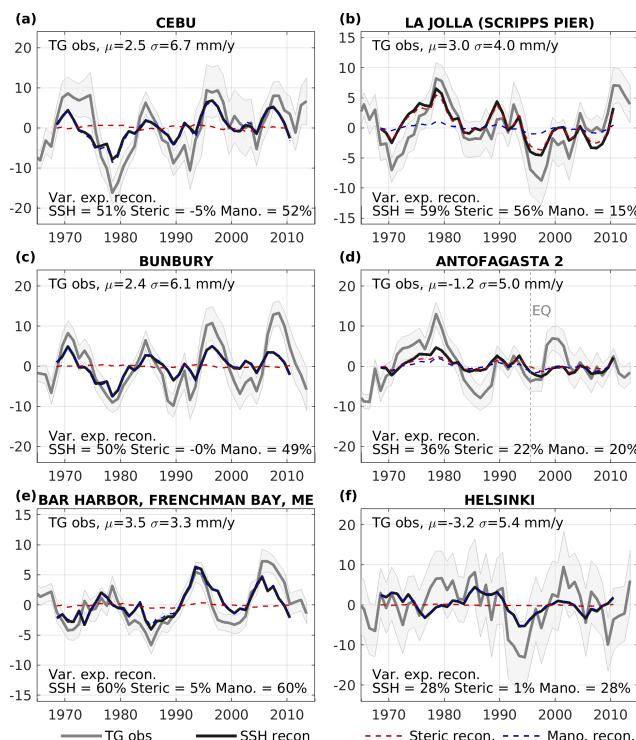 (a) CEBU
TG obs, μ=2.5 σ=6.7 mm/y
20
10
0
-10
-20
Var. exp. recon.
SSH = 51% Steric = -5% Mano. = 52%
1970 1980 1990 2000 2010
(b) LA JOLLA (SCRIPPS PIER)
TG obs, μ=3.0 σ=4.0 mm/y
15
10
5
0
-5
-10
-15
Var. exp. recon.
SSH = 59% Steric = 56% Mano. = 15%
1970 1980 1990 2000 2010
(c) BUNBURY
TG obs, μ=2.4 σ=6.1 mm/y
20
10
0
-10
-20
Var. exp. recon.
SSH = 50% Steric = -0% Mano. = 49%
1970 1980 1990 2000 2010
(d) ANTOFAGASTA 2
TG obs, μ=-1.2 σ=5.0 mm/y
EQ
20
10
0
-10
-20
Var. exp. recon.
SSH = 36% Steric = 22% Mano. = 20%
1970 1980 1990 2000 2010
(e) BAR HARBOR, FRENCHMAN BAY, ME
TG obs, μ=3.5 σ=3.3 mm/y
15
10
5
0
-5
-10
-15
Var. exp. recon.
SSH = 60% Steric = 5% Mano. = 60%
1970 1980 1990 2000 2010
(f) HELSINKI
TG obs, μ=-3.2 σ=5.4 mm/y
20
10
0
-10
-20
Var. exp. recon.
SSH = 28% Steric = 1% Mano. = 28%
1970 1980 1990 2000 2010
TG obs SSH recon Steric recon. Mano. recon.